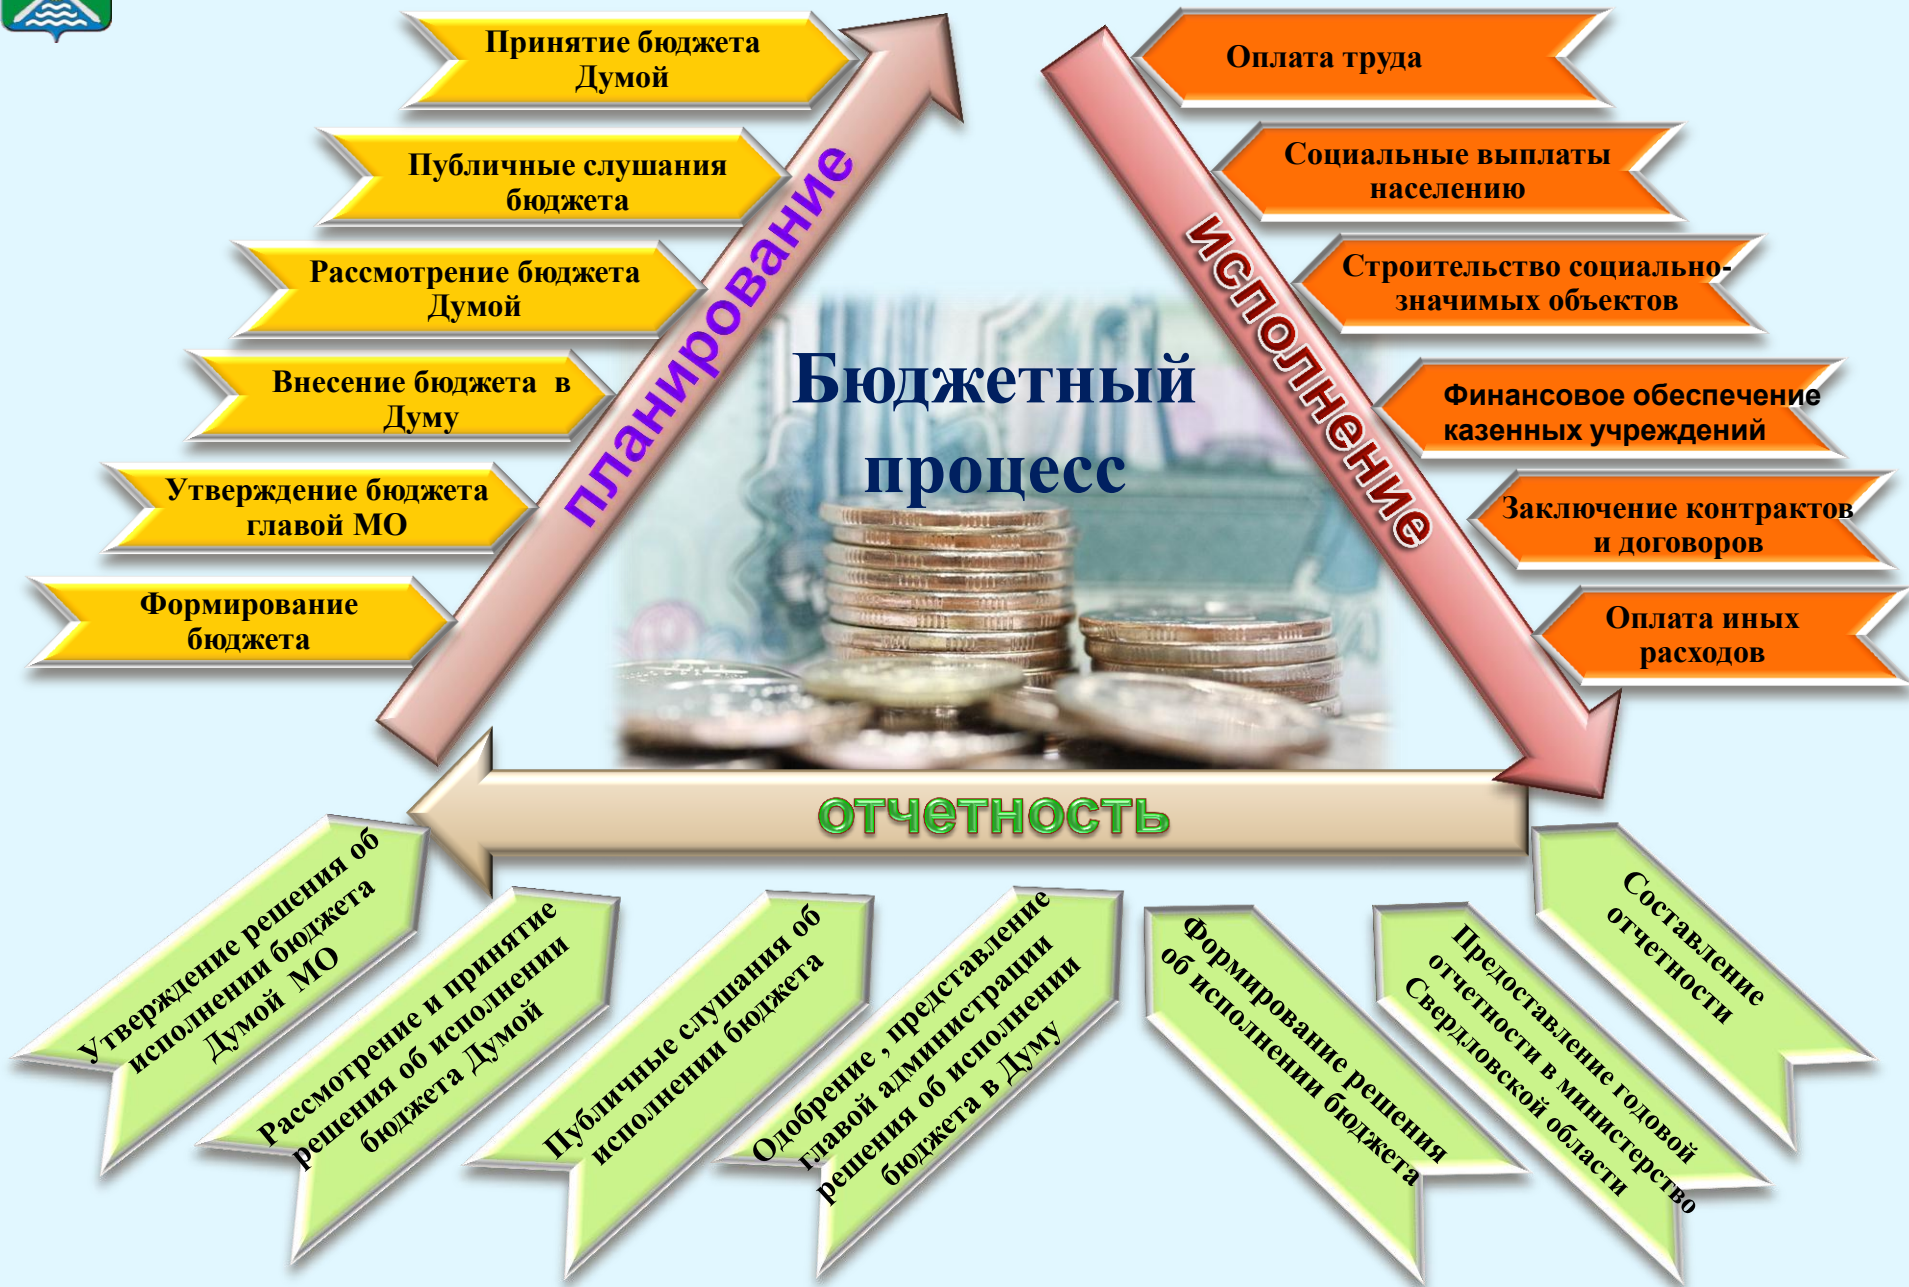 Принятие бюджета
Думой
Публичные слушания
бюджета
Рассмотрение бюджета
Думой
Внесение бюджета в
Думу
Утверждение бюджета
главой МО
Формирование
бюджета
планирование
Бюджетный
процесс
исполнение
Оплата труда
Социальные выплаты
населению
Строительство социально-
значимых объектов
Финансовое обеспечение
казенных учреждений
Заключение контрактов
и договоров
Оплата иных
расходов
отчетность
Утверждение решения об
исполнении бюджета
Думой МО
Рассмотрение и принятие
решения об исполнении
бюджета Думой
Публичные слушания об
исполнении бюджета
Одобрение , представление
главой администрации
решения об исполнении
бюджета в Думу
Формирование решения
об исполнении бюджета
Предоставление годовой
отчетности в министерство
Свердловской области
Составление
отчетности